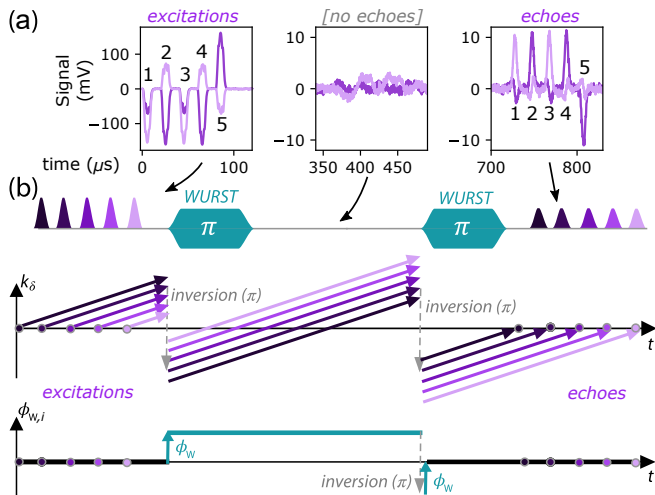 (a)
excitations
[no echoes]
echoes
Signal
(mV)
100
0
−100
1
2
3
4
5
0
100
10
0
−10
350
400
450
10
0
−10
1
2
3
4
5
700
800
time (μs)
(b)
WURST
π
WURST
π
k_δ
inversion (π)
inversion (π)
t
excitations
echoes
ϕ_{w,i}
ϕ_w
inversion (π)
ϕ_w
t